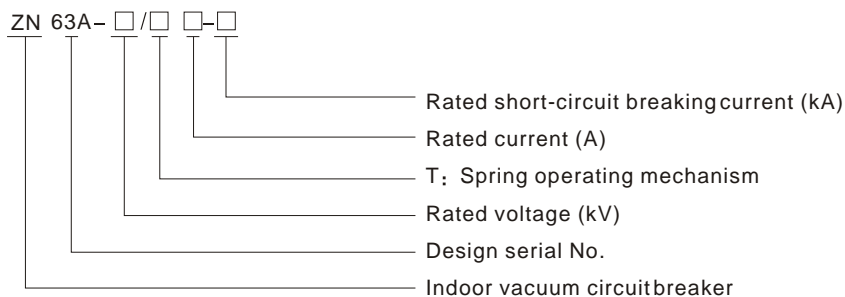 ZN 63A-□/□ □-□
Rated short-circuit breaking current (kA)
Rated current (A)
T: Spring operating mechanism
Rated voltage (kV)
Design serial No.
Indoor vacuum circuit breaker